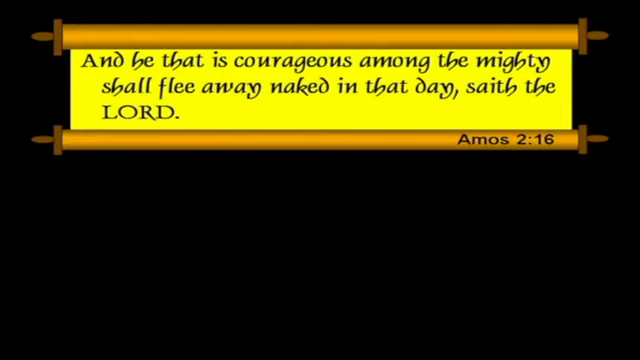 And he that is courageous among the mighty
shall flee away naked in that day, saith the
LORD.
Amos 2:16